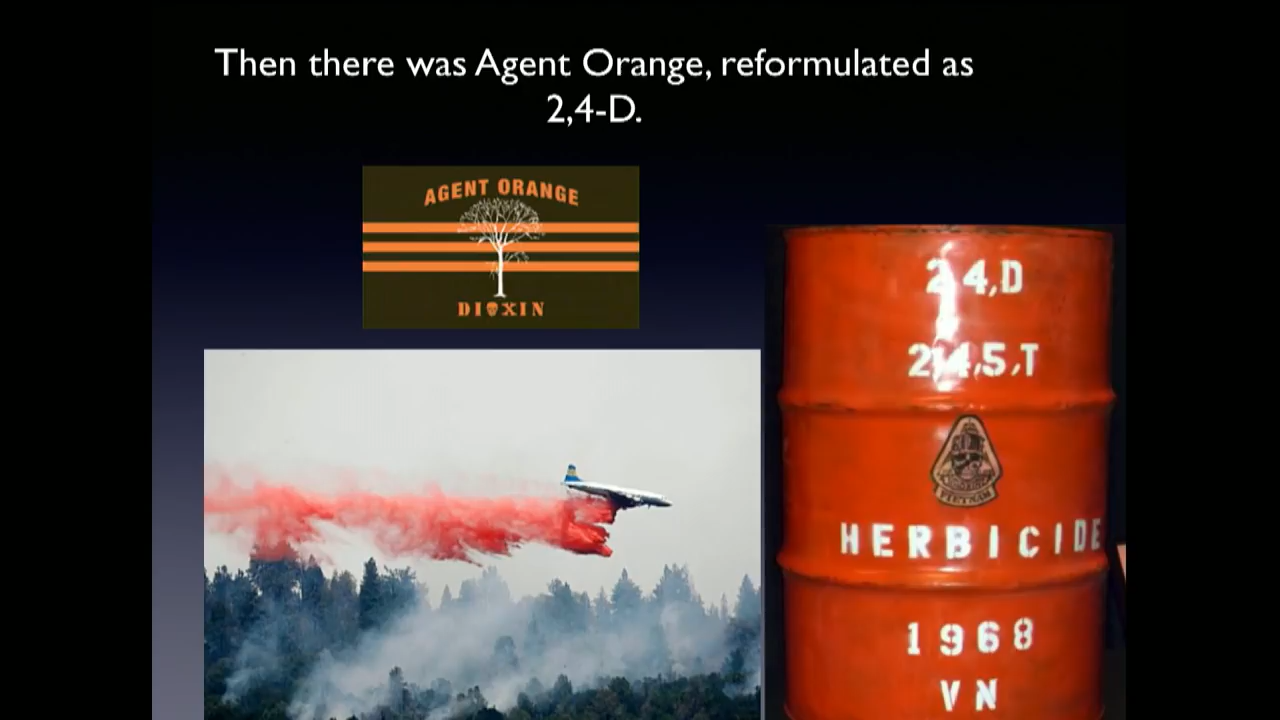 Then there was Agent Orange, reformulated as
2,4-D.
AGENT ORANGE
DIOXIN
2,4,D
2,4,5,T
VIETNAM
HERBICIDE
1968
VN